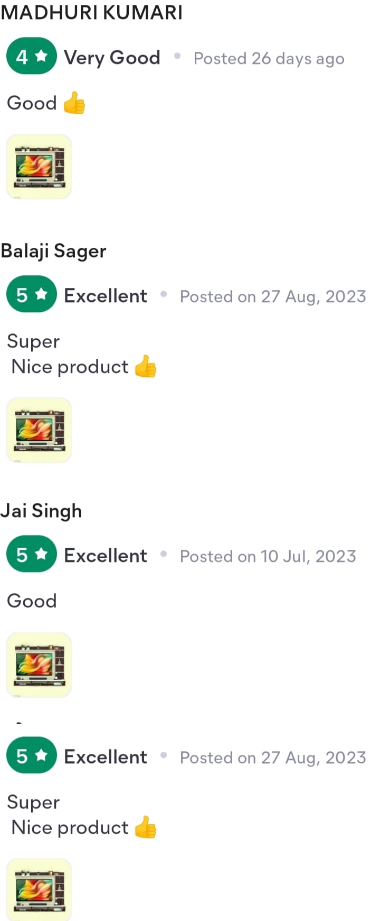 MADHURI KUMARI
4 ★ Very Good • Posted 26 days ago
Good 👍
Balaji Sager
5 ★ Excellent • Posted on 27 Aug, 2023
Super
Nice product 👍
Jai Singh
5 ★ Excellent • Posted on 10 Jul, 2023
Good
5 ★ Excellent • Posted on 27 Aug, 2023
Super
Nice product 👍